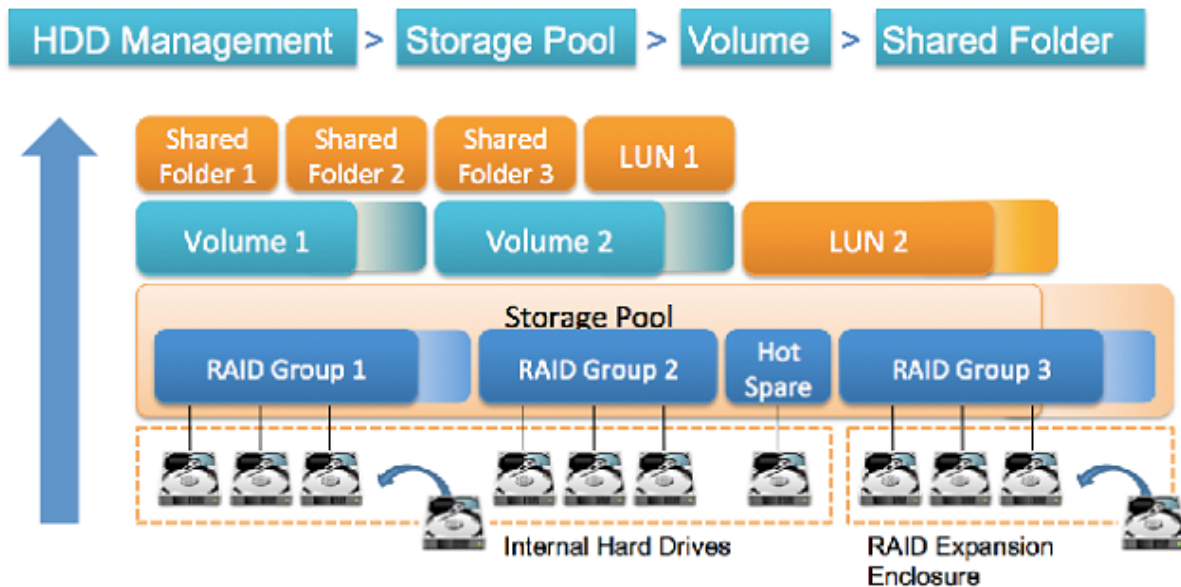 HDD Management > Storage Pool > Volume > Shared Folder
Shared Folder 1
Shared Folder 2
Shared Folder 3
LUN 1
Volume 1
Volume 2
LUN 2
Storage Pool
RAID Group 1
RAID Group 2
Hot Spare
RAID Group 3
Internal Hard Drives
RAID Expansion
Enclosure